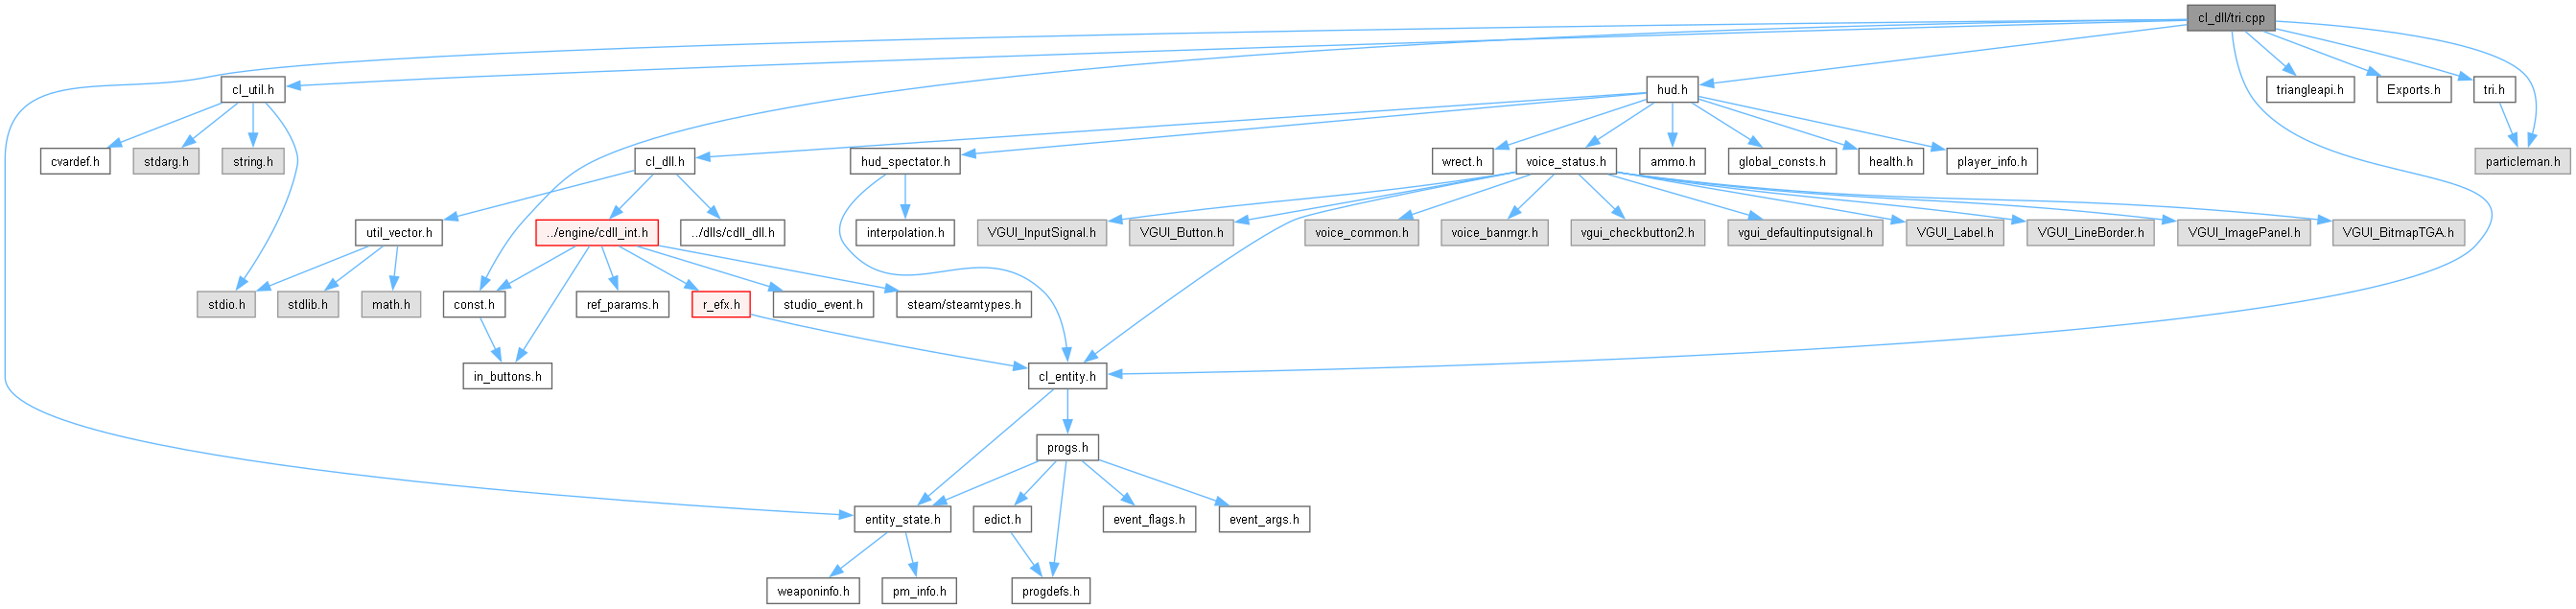 cl_dll/tri.cpp
cl_util.h
hud.h
triangleapi.h
Exports.h
tri.h
cvardef.h
stdarg.h
string.h
cl_dll.h
hud_spectator.h
wrect.h
voice_status.h
ammo.h
global_consts.h
health.h
player_info.h
particleman.h
util_vector.h
../engine/cdll_int.h
../dlls/cdll_dll.h
interpolation.h
VGUI_InputSignal.h
VGUI_Button.h
voice_common.h
voice_banmgr.h
vgui_checkbutton2.h
vgui_defaultinputsignal.h
VGUI_Label.h
VGUI_LineBorder.h
VGUI_ImagePanel.h
VGUI_BitmapTGA.h
stdio.h
stdlib.h
math.h
const.h
ref_params.h
r_efx.h
studio_event.h
steam/steamtypes.h
in_buttons.h
cl_entity.h
progs.h
entity_state.h
edict.h
event_flags.h
event_args.h
weaponinfo.h
pm_info.h
progdefs.h